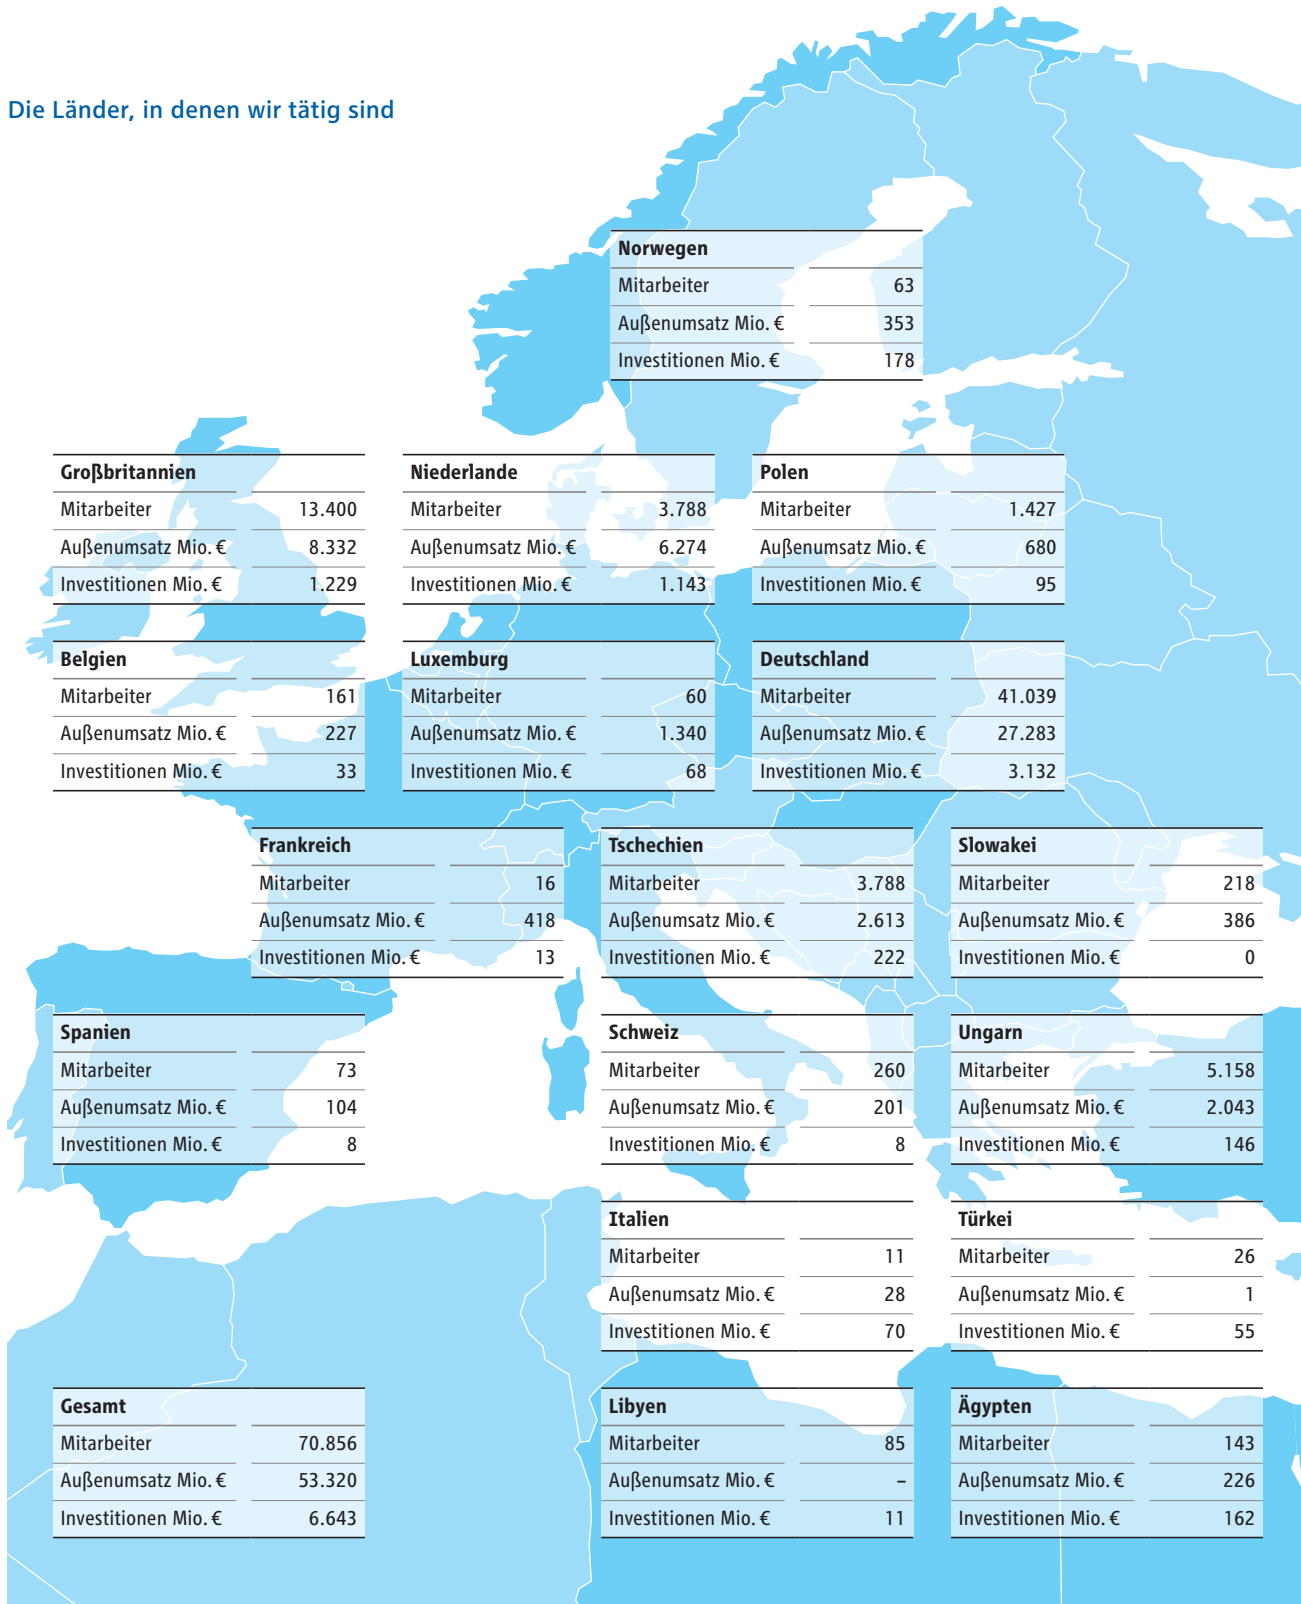 Die Länder, in denen wir tätig sind
Norwegen
Mitarbeiter 63
Außenumsatz Mio. € 353
Investitionen Mio. € 178
Großbritannien
Mitarbeiter 13.400
Außenumsatz Mio. € 8.332
Investitionen Mio. € 1.229
Niederlande
Mitarbeiter 3.788
Außenumsatz Mio. € 6.274
Investitionen Mio. € 1.143
Polen
Mitarbeiter 1.427
Außenumsatz Mio. € 680
Investitionen Mio. € 95
Belgien
Mitarbeiter 161
Außenumsatz Mio. € 227
Investitionen Mio. € 33
Luxemburg
Mitarbeiter 60
Außenumsatz Mio. € 1.340
Investitionen Mio. € 68
Deutschland
Mitarbeiter 41.039
Außenumsatz Mio. € 27.283
Investitionen Mio. € 3.132
Frankreich
Mitarbeiter 16
Außenumsatz Mio. € 418
Investitionen Mio. € 13
Tschechien
Mitarbeiter 3.788
Außenumsatz Mio. € 2.613
Investitionen Mio. € 222
Slowakei
Mitarbeiter 218
Außenumsatz Mio. € 386
Investitionen Mio. € 0
Spanien
Mitarbeiter 73
Außenumsatz Mio. € 104
Investitionen Mio. € 8
Schweiz
Mitarbeiter 260
Außenumsatz Mio. € 201
Investitionen Mio. € 8
Ungarn
Mitarbeiter 5.158
Außenumsatz Mio. € 2.043
Investitionen Mio. € 146
Italien
Mitarbeiter 11
Außenumsatz Mio. € 28
Investitionen Mio. € 70
Türkei
Mitarbeiter 26
Außenumsatz Mio. € 1
Investitionen Mio. € 55
Gesamt
Mitarbeiter 70.856
Außenumsatz Mio. € 53.320
Investitionen Mio. € 6.643
Libyen
Mitarbeiter 85
Außenumsatz Mio. € –
Investitionen Mio. € 11
Ägypten
Mitarbeiter 143
Außenumsatz Mio. € 226
Investitionen Mio. € 162